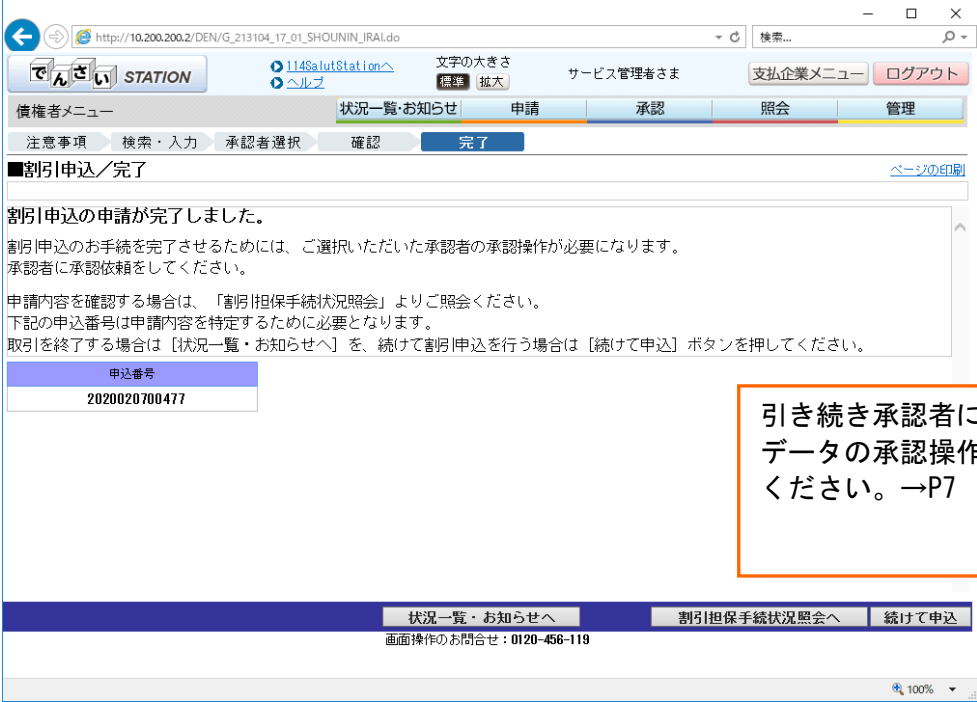 http://10.200.200.2/DEN/G_213104_17_01_SHOUNIN_IRAI.do
検索...
でんさい STATION
114SalutStationへ
ヘルプ
文字の大きさ
標準 拡大
サービス管理者さま
支払企業メニュー
ログアウト
債権者メニュー
状況一覧･お知らせ 申請 承認 照会 管理
注意事項 検索・入力 承認者選択 確認 完了
■割引申込／完了
ページの印刷
割引申込の申請が完了しました。
割引申込のお手続を完了させるためには、ご選択いただいた承認者の承認操作が必要になります。
承認者に承認依頼をしてください。
申請内容を確認する場合は、「割引担保手続状況照会」よりご照会ください。
下記の申込番号は申請内容を特定するために必要となります。
取引を終了する場合は［状況一覧・お知らせへ］を、続けて割引申込を行う場合は［続けて申込］ボタンを押してください。
申込番号
2020020700477
引き続き承認者に
データの承認操作
ください。→P7
状況一覧・お知らせへ 割引担保手続状況照会へ 続けて申込
画面操作のお問合せ：0120-456-119
100%